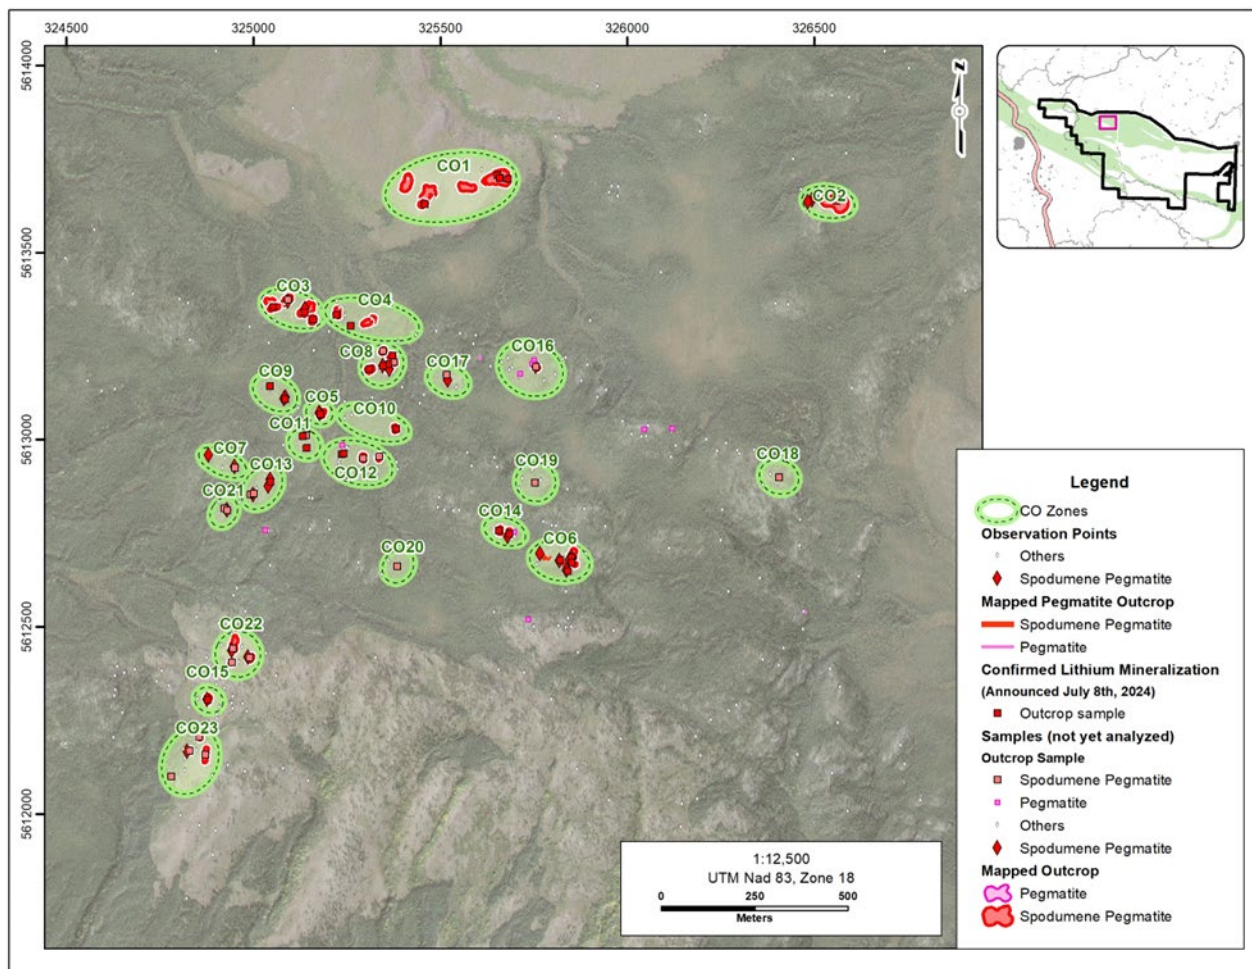 324500 325000 325500 326000 326500
5614000
5613500
5613000
5612500
5612000
N
CO1
CO2
CO3
CO4
CO8
CO17
CO16
CO9
CO5
CO10
CO11
CO7
CO13
CO12
CO19
CO18
CO21
CO14
CO6
CO20
CO22
CO15
CO23
1:12,500
UTM Nad 83, Zone 18
0 250 500
Meters
Legend
CO Zones
Observation Points
Others
Spodumene Pegmatite
Mapped Pegmatite Outcrop
Spodumene Pegmatite
Pegmatite
Confirmed Lithium Mineralization
(Announced July 8th, 2024)
Outcrop sample
Samples (not yet analyzed)
Outcrop Sample
Spodumene Pegmatite
Pegmatite
Others
Spodumene Pegmatite
Mapped Outcrop
Pegmatite
Spodumene Pegmatite